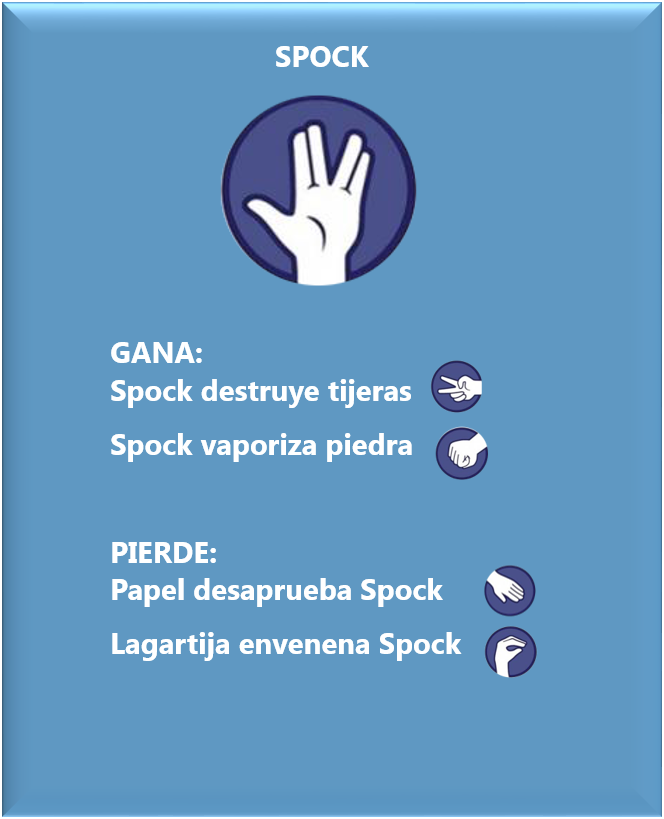 SPOCK
GANA:
Spock destruye tijeras
Spock vaporiza piedra
PIERDE:
Papel desaprueba Spock
Lagartija envenena Spock